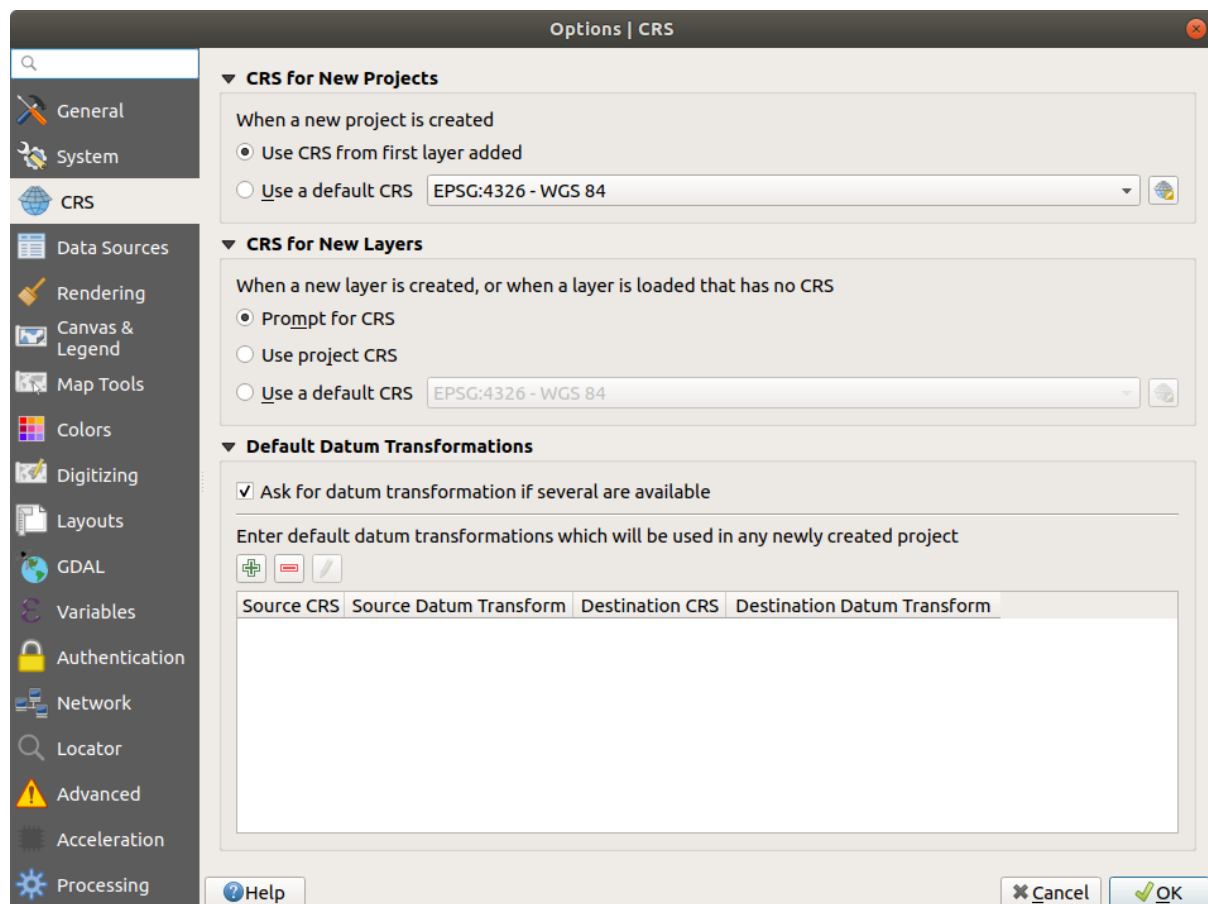 Options | CRS
General
System
CRS
Data Sources
Rendering
Canvas &
Legend
Map Tools
Colors
Digitizing
Layouts
GDAL
Variables
Authentication
Network
Locator
Advanced
Acceleration
Processing
CRS for New Projects
When a new project is created
Use CRS from first layer added
Use a default CRS EPSG:4326 - WGS 84
CRS for New Layers
When a new layer is created, or when a layer is loaded that has no CRS
Prompt for CRS
Use project CRS
Use a default CRS EPSG:4326 - WGS 84
Default Datum Transformations
Ask for datum transformation if several are available
Enter default datum transformations which will be used in any newly created project
Source CRS Source Datum Transform Destination CRS Destination Datum Transform
Help Cancel OK